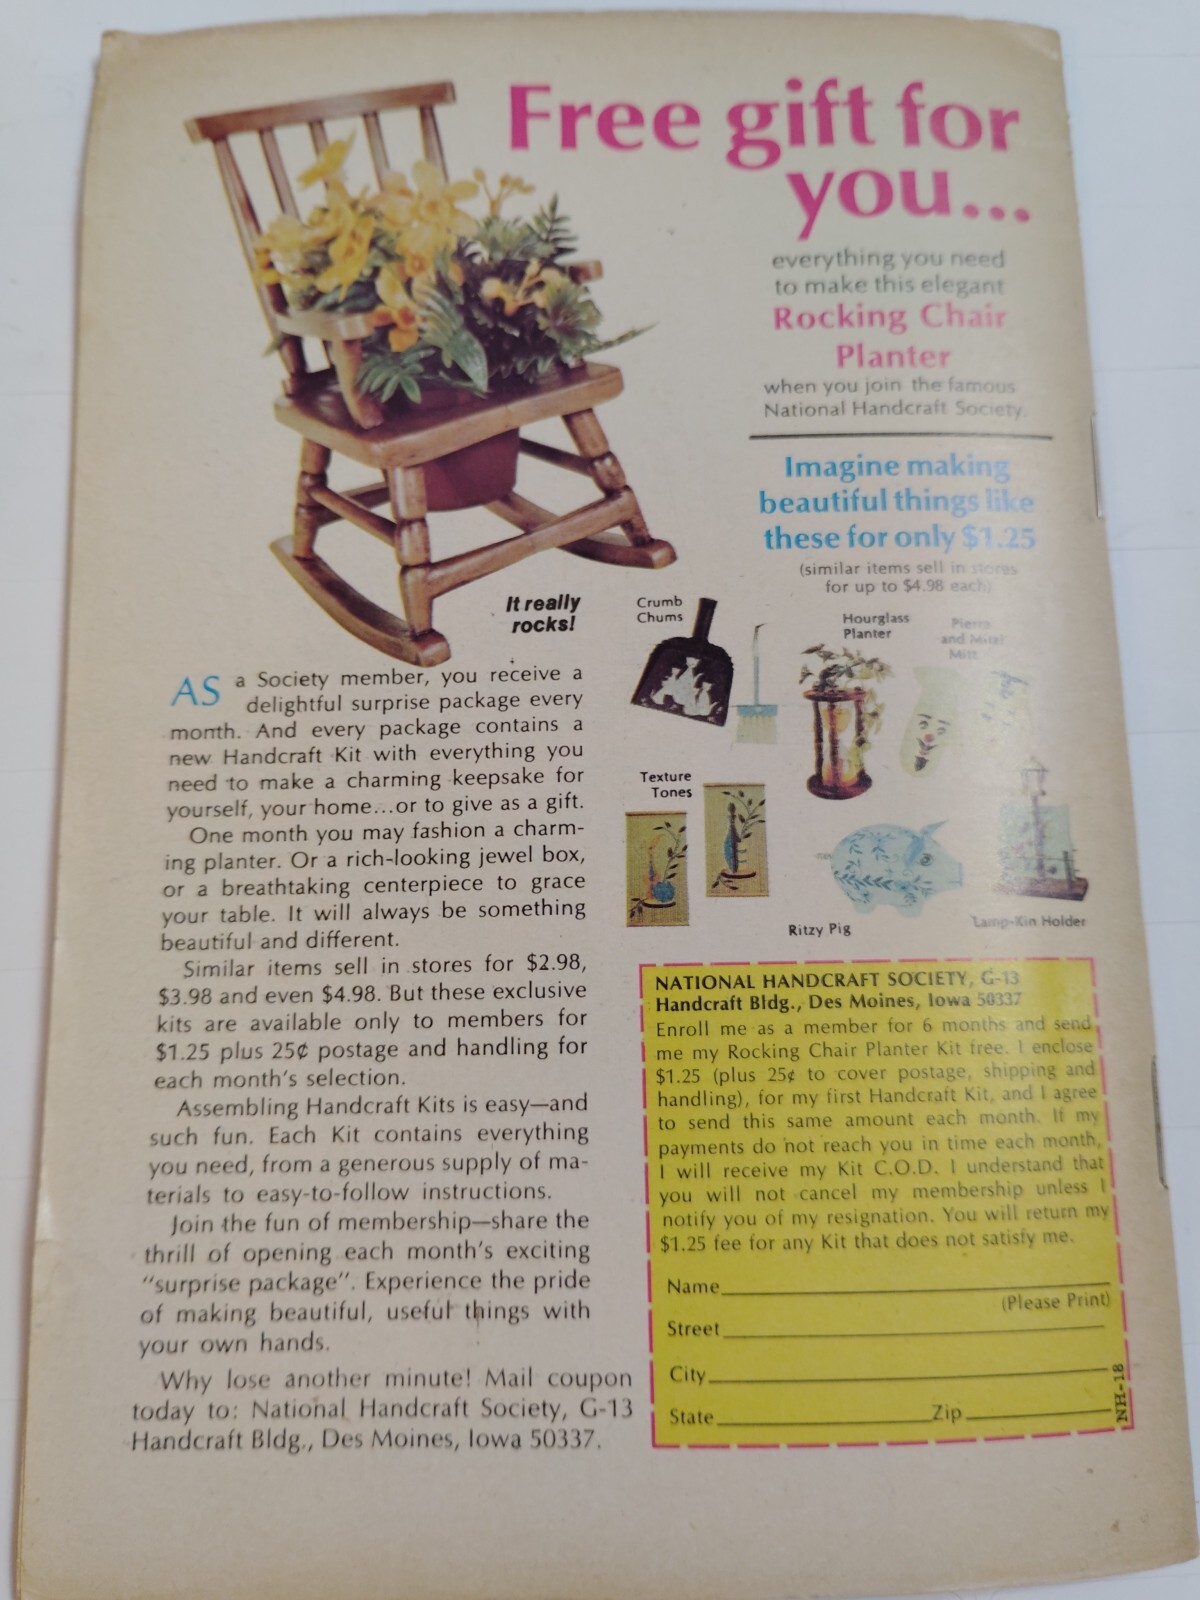 Free gift for
you...
everything you need
to make this elegant
Rocking Chair
Planter
when you join the famous
National Handcraft Society.
Imagine making
beautiful things like
these for only $1.25
(similar items sell in stores
for up to $4.98 each)
It really
rocks!
Crumb
Chums
Hourglass
Planter
Pierre
and Mimi
Mitt
Texture
Tones
Ritzy Pig
Lamp-Kin Holder
AS a Society member, you receive a
delightful surprise package every
month. And every package contains a
new Handcraft Kit with everything you
need to make a charming keepsake for
yourself, your home...or to give as a gift.
One month you may fashion a charm-
ing planter. Or a rich-looking jewel box,
or a breathtaking centerpiece to grace
your table. It will always be something
beautiful and different.
Similar items sell in stores for $2.98,
$3.98 and even $4.98. But these exclusive
kits are available only to members for
$1.25 plus 25¢ postage and handling for
each month's selection.
Assembling Handcraft Kits is easy—and
such fun. Each Kit contains everything
you need, from a generous supply of ma-
terials to easy-to-follow instructions.
Join the fun of membership—share the
thrill of opening each month's exciting
"surprise package". Experience the pride
of making beautiful, useful things with
your own hands.
Why lose another minute! Mail coupon
today to: National Handcraft Society, G-13
Handcraft Bldg., Des Moines, Iowa 50337.
NATIONAL HANDCRAFT SOCIETY, G-13
Handcraft Bldg., Des Moines, Iowa 50337
Enroll me as a member for 6 months and send
me my Rocking Chair Planter Kit free. I enclose
$1.25 (plus 25¢ to cover postage, shipping and
handling), for my first Handcraft Kit, and I agree
to send this same amount each month. If my
payments do not reach you in time each month,
I will receive my Kit C.O.D. I understand that
you will not cancel my membership unless I
notify you of my resignation. You will return my
$1.25 fee for any Kit that does not satisfy me.
Name
(Please Print)
Street
City
State Zip
NH-18